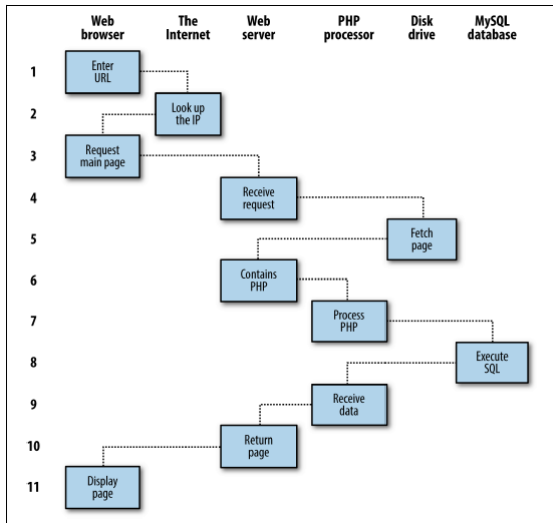 Web browser
The Internet
Web server
PHP processor
Disk drive
MySQL database
1
Enter
URL
2
Look up
the IP
3
Request
main page
4
Receive
request
5
Fetch
page
6
Contains
PHP
7
Process
PHP
8
Execute
SQL
9
Receive
data
10
Return
page
11
Display
page